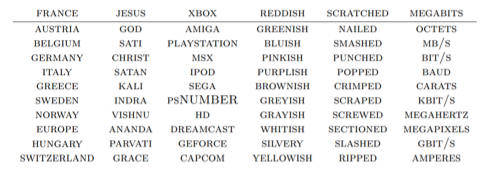 FRANCE JESUS XBOX REDDISH SCRATCHED MEGABITS
AUSTRIA GOD AMIGA GREENISH NAILED OCTETS
BELGIUM SATI PLAYSTATION BLUISH SMASHED MB/S
GERMANY CHRIST MSX PINKISH PUNCHED BIT/S
ITALY SATAN IPOD PURPLISH POPPED BAUD
GREECE KALI SEGA BROWNISH CRIMPED CARATS
SWEDEN INDRA PSNUMBER GREYISH SCRAPED KBIT/S
NORWAY VISHNU HD GRAYISH SCREWED MEGAHERTZ
EUROPE ANANDA DREAMCAST WHITISH SECTIONED MEGAPIXELS
HUNGARY PARVATI GEFORCE SILVERY SLASHED GBIT/S
SWITZERLAND GRACE CAPCOM YELLOWISH RIPPED AMPERES